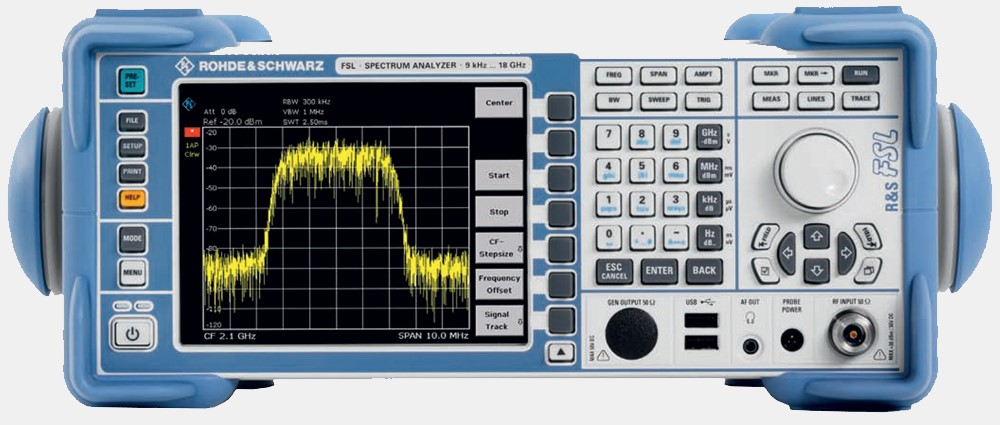 ROHDE&SCHWARZ
FSL · SPECTRUM ANALYZER · 9 kHz ... 18 GHz
PRE-
SET
FILE
SETUP
PRINT
HELP
MODE
MENU
Att 0 dB
Ref -20.0 dBm
RBW 300 kHz
VBW 1 MHz
SWT 2.50ms
1AP
Clrw
-20
-30
-40
-50
-60
-70
-80
-110
-120
CF 2.1 GHz
SPAN 10.0 MHz
Center
Start
Stop
CF-
Stepsize
Frequency
Offset
Signal
Track
FREQ SPAN AMPT
BW SWEEP TRIG
MKR MKR→ RUN
MEAS LINES TRACE
7 8 9 GHz
-dBm
4 5 6 MHz
dBm
1 2 3 kHz
dB
0 . - Hz
dB..
ESC
CANCEL
ENTER
BACK
R&S FSL
FIELD
GEN OUTPUT 50 Ω
USB
AF OUT
PROBE
POWER
RF INPUT 50 Ω